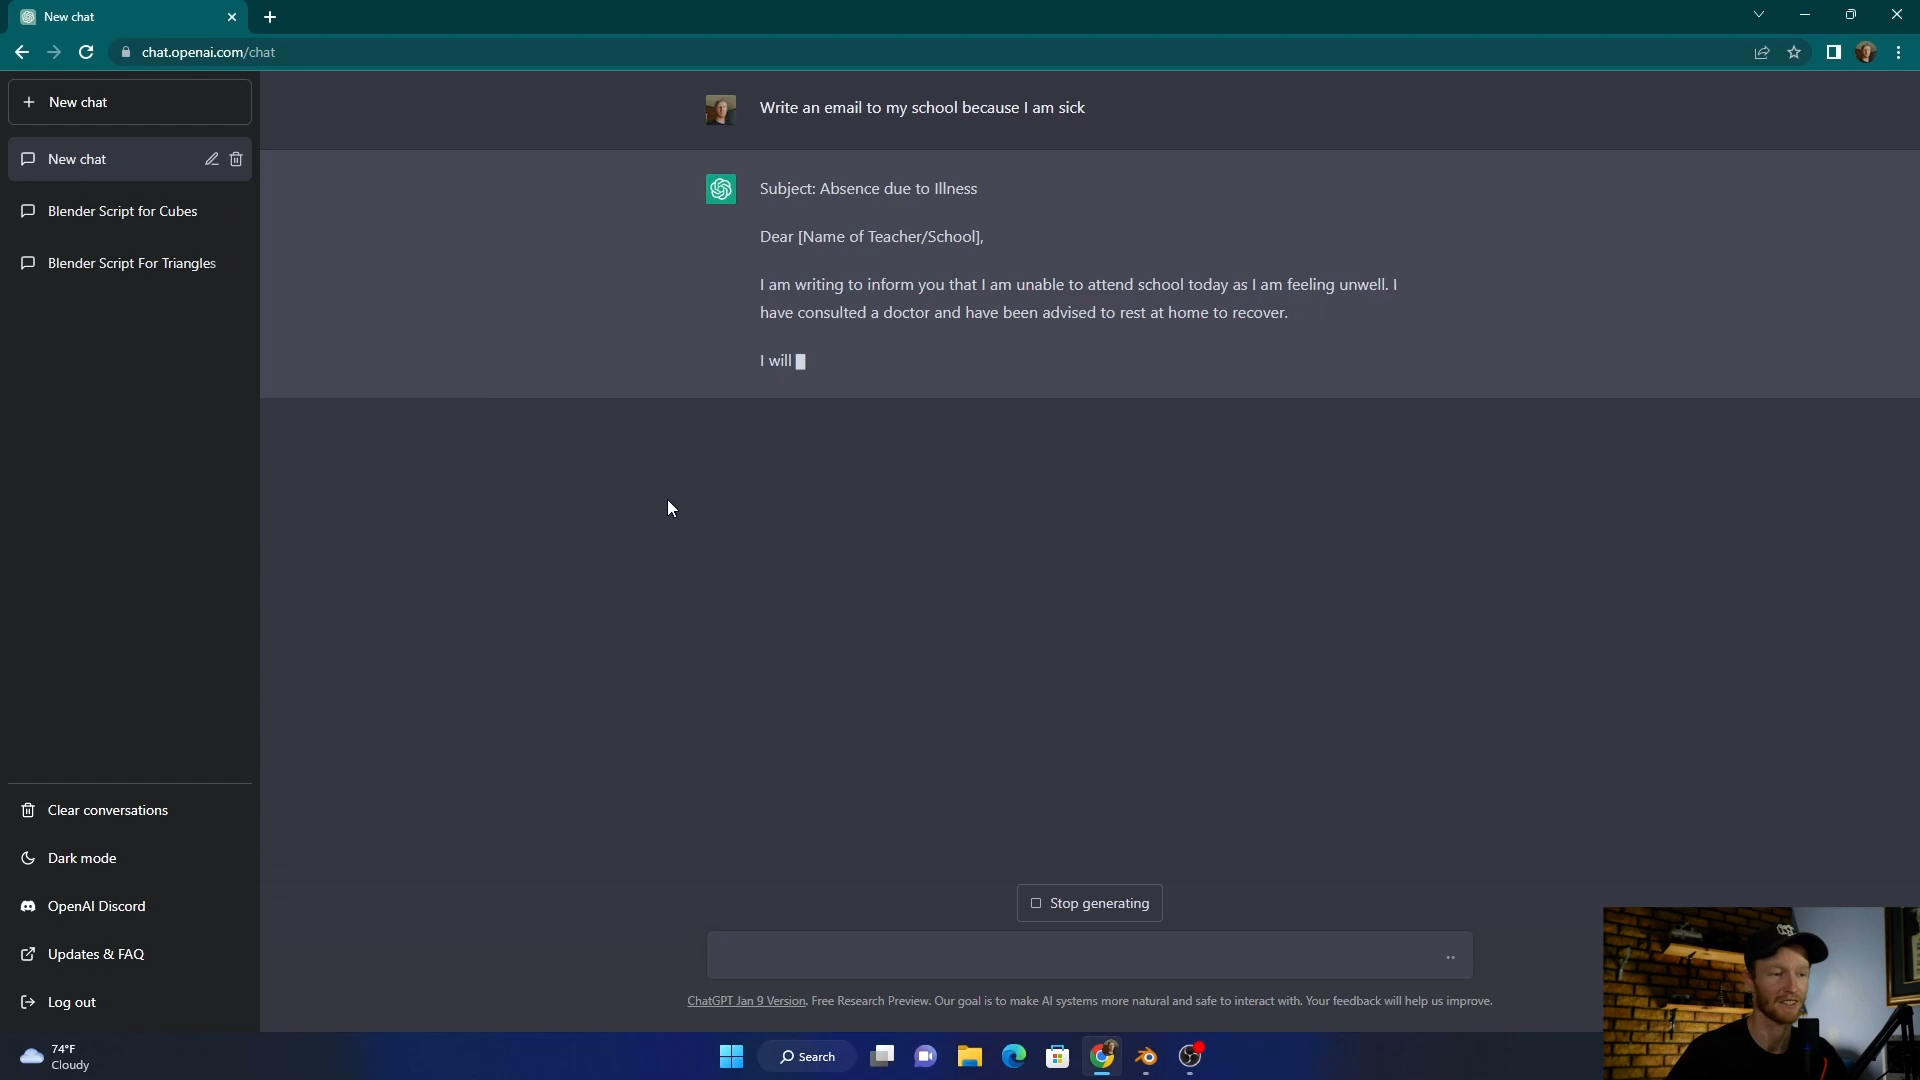 New chat
chat.openai.com/chat
New chat
New chat
Blender Script for Cubes
Blender Script For Triangles
Write an email to my school because I am sick
Subject: Absence due to Illness
Dear [Name of Teacher/School],
I am writing to inform you that I am unable to attend school today as I am feeling unwell. I
have consulted a doctor and have been advised to rest at home to recover.
I will
Clear conversations
Dark mode
OpenAI Discord
Updates & FAQ
Log out
Stop generating
ChatGPT Jan 9 Version. Free Research Preview. Our goal is to make AI systems more natural and safe to interact with. Your feedback will help us improve.
74°F
Cloudy
Search